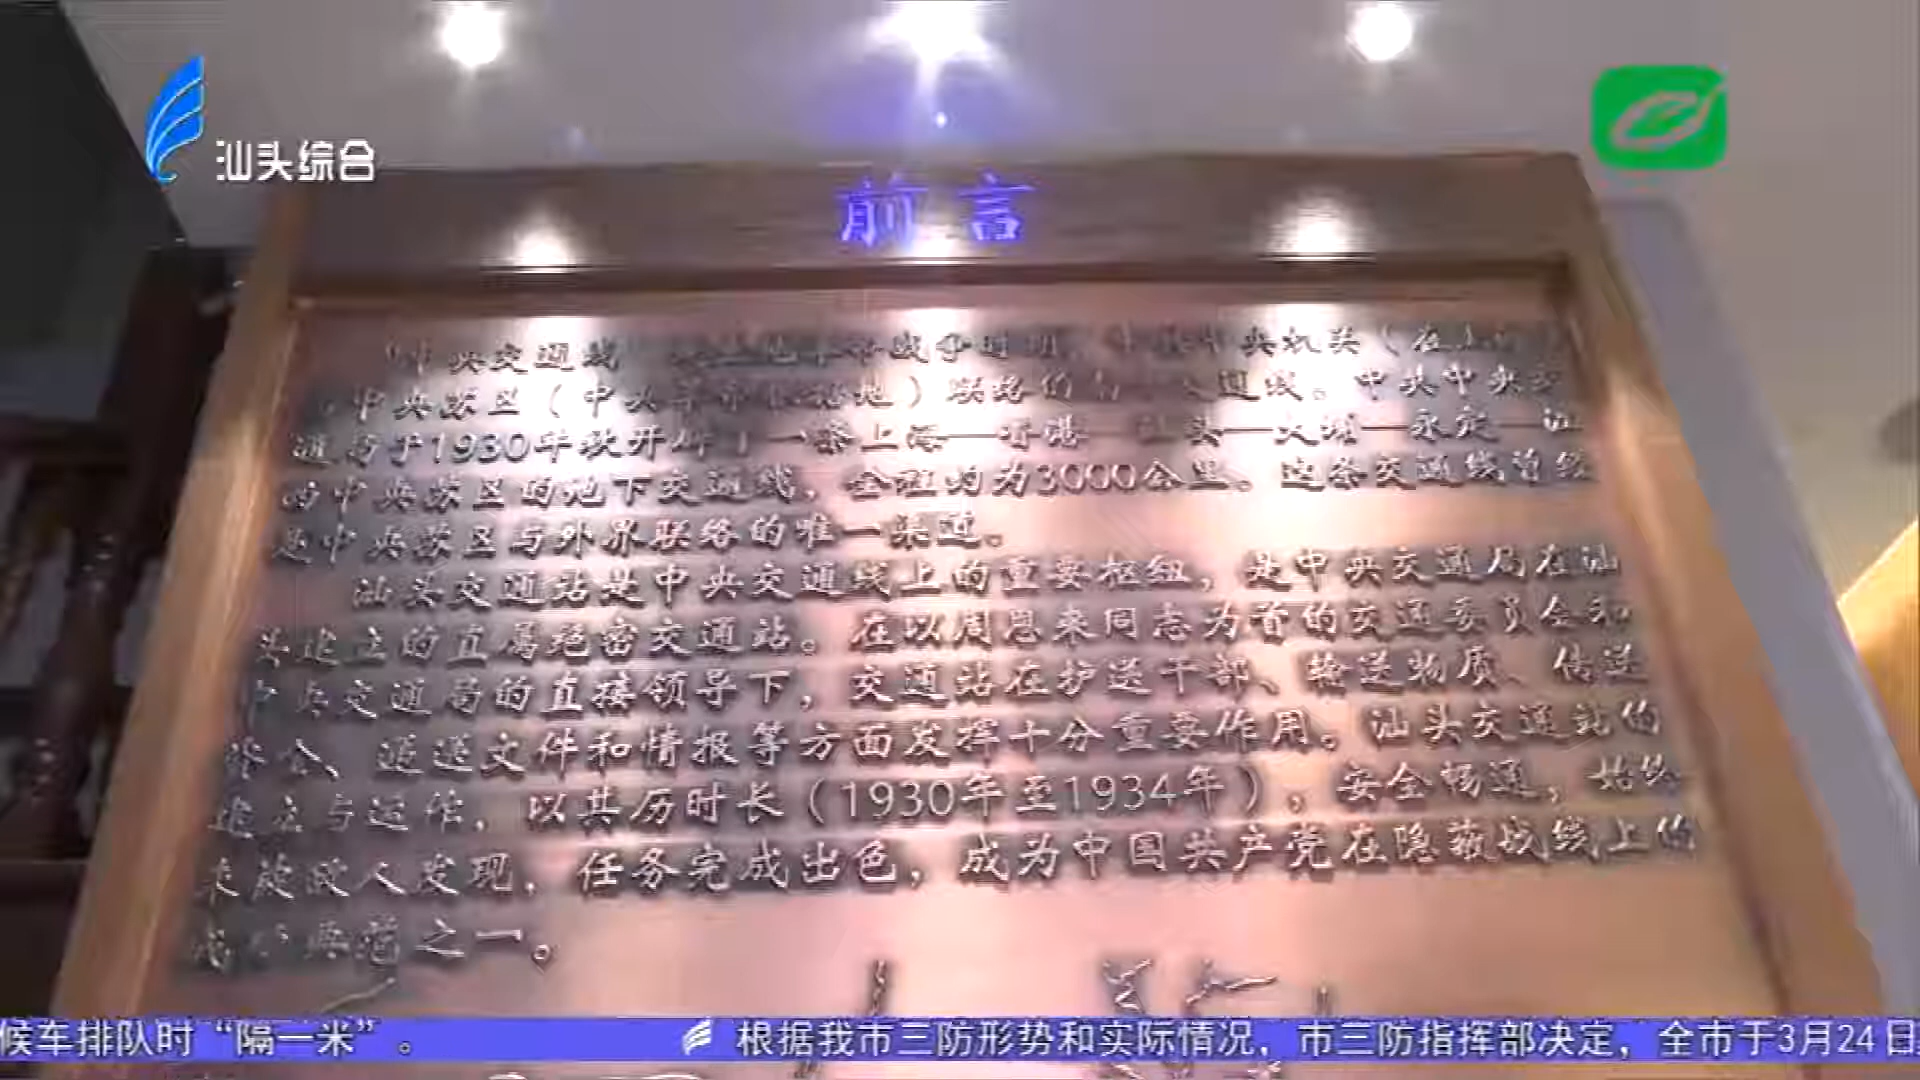 汕头综合
前言
“中央交通线 战争时期, 中央机关(在上
中央苏区(中央 地)联络的 交通线。中共中央交
通局于1930年秋开辟了一条上海—香港—汕头—大埔—永定—汕
的中央苏区的地下交通线,全程约为3000公里。这条交通线曾经
是中央苏区与外界联络的唯一渠道。
汕头交通站是中央交通线上的重要枢纽,是中央交通局在汕
头建立的直属绝密交通站。在以周恩来同志为首的交通委员会和
中央交通局的直接领导下,交通站在护送干部、输送物质、传送
指令、递送文件和情报等方面发挥十分重要作用。汕头交通站的
建立与运作,以其历时长(1930年至1934年),安全畅通,始终
未被敌人发现,任务完成出色,成为中国共产党在隐蔽战线上的
成功典范之一。
候车排队时“隔一米”。 根据我市三防形势和实际情况,市三防指挥部决定,全市于3月24日